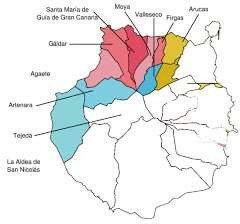 Santa María de
Guía de Gran Canaria
Moya
Valleseco
Firgas
Arucas
Gáldar
Agaete
Artenara
Tejeda
La Aldea de
San Nicolás